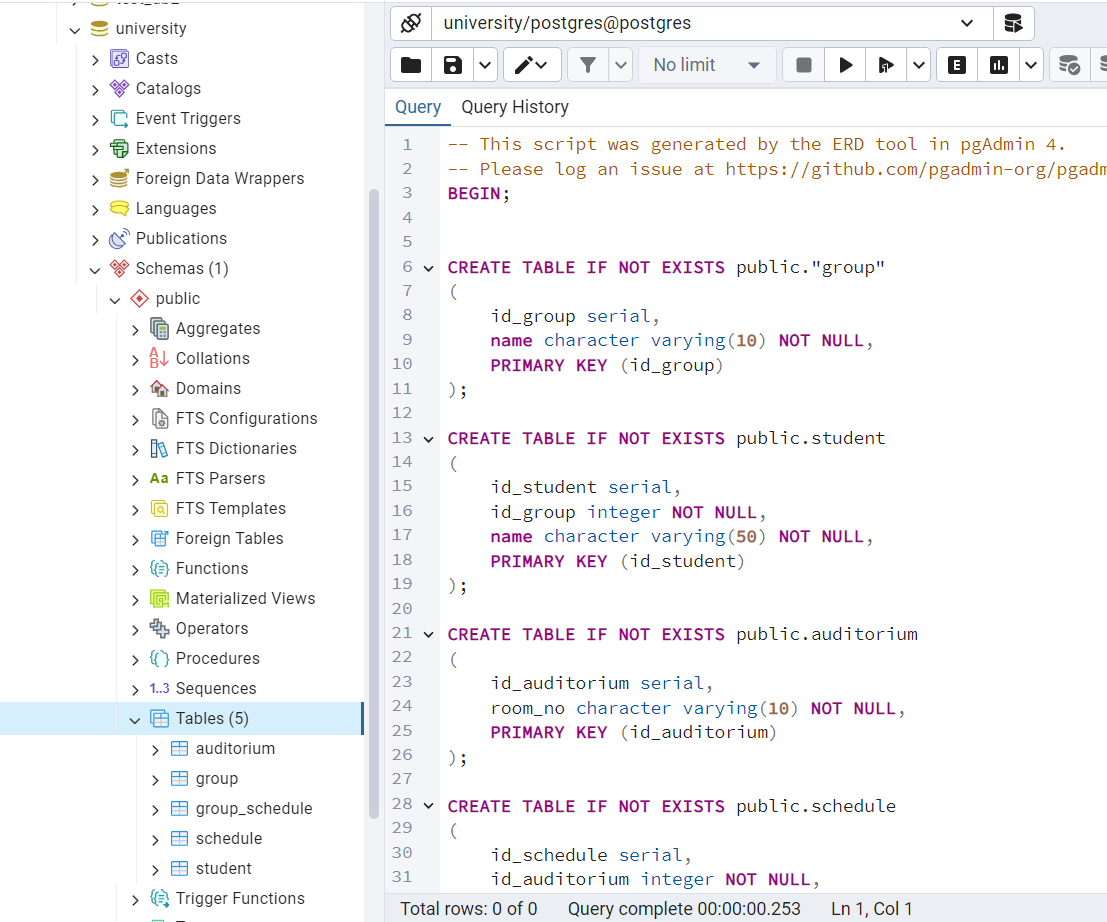 university
Casts
Catalogs
Event Triggers
Extensions
Foreign Data Wrappers
Languages
Publications
Schemas (1)
public
Aggregates
Collations
Domains
FTS Configurations
FTS Dictionaries
Aa FTS Parsers
FTS Templates
Foreign Tables
Functions
Materialized Views
Operators
Procedures
1..3 Sequences
Tables (5)
auditorium
group
group_schedule
schedule
student
Trigger Functions
university/postgres@postgres
No limit
E
Query Query History
1 -- This script was generated by the ERD tool in pgAdmin 4.
2 -- Please log an issue at https://github.com/pgadmin-org/pgadm
3 BEGIN;
4
5
6 CREATE TABLE IF NOT EXISTS public."group"
7 (
8 id_group serial,
9 name character varying(10) NOT NULL,
10 PRIMARY KEY (id_group)
11 );
12
13 CREATE TABLE IF NOT EXISTS public.student
14 (
15 id_student serial,
16 id_group integer NOT NULL,
17 name character varying(50) NOT NULL,
18 PRIMARY KEY (id_student)
19 );
20
21 CREATE TABLE IF NOT EXISTS public.auditorium
22 (
23 id_auditorium serial,
24 room_no character varying(10) NOT NULL,
25 PRIMARY KEY (id_auditorium)
26 );
27
28 CREATE TABLE IF NOT EXISTS public.schedule
29 (
30 id_schedule serial,
31 id_auditorium integer NOT NULL,
Total rows: 0 of 0 Query complete 00:00:00.253 Ln 1, Col 1